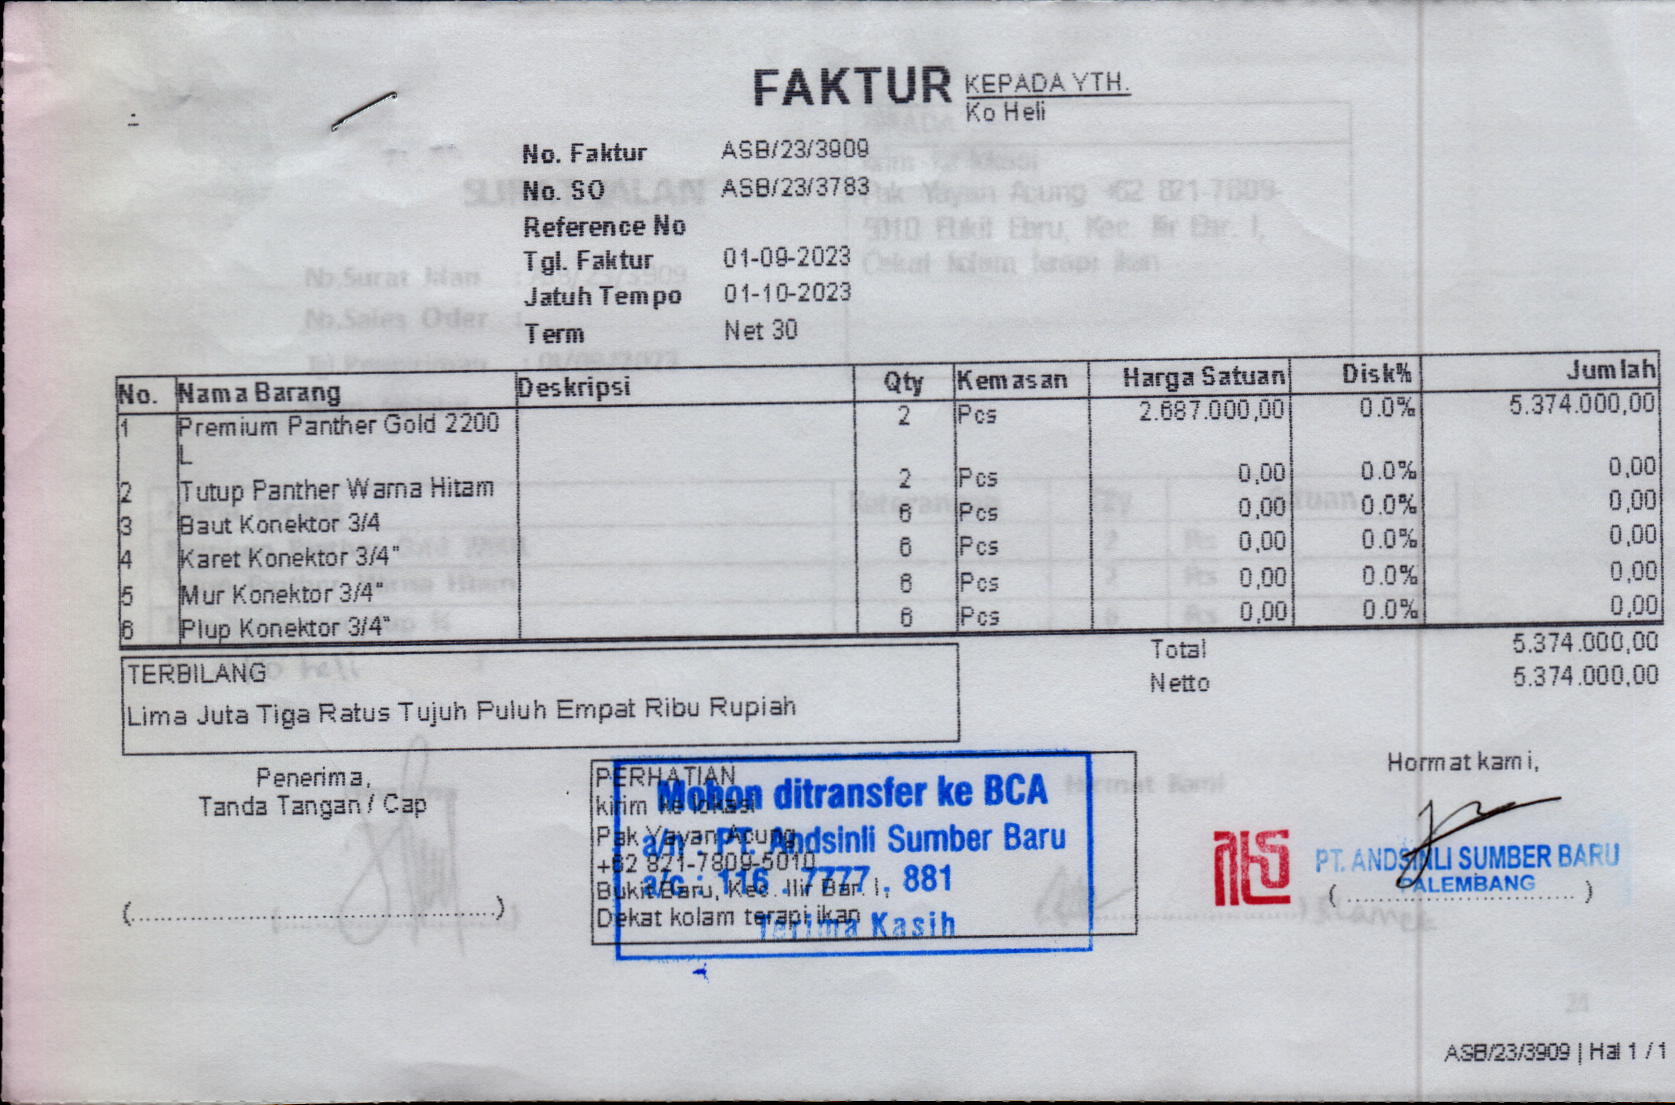 FAKTUR
KEPADA YTH.
Ko Heli
No. Faktur ASB/23/3909
No. SO ASB/23/3783
Reference No
Tgl. Faktur 01-09-2023
Jatuh Tempo 01-10-2023
Term Net 30
No. Nama Barang Deskripsi Qty Kemasan Harga Satuan Disk% Jumlah
1 Premium Panther Gold 2200 2 Pcs 2.687.000,00 0.0% 5.374.000,00
L
2 Tutup Panther Warna Hitam 2 Pcs 0,00 0.0% 0,00
3 Baut Konektor 3/4 6 Pcs 0,00 0.0% 0,00
4 Karet Konektor 3/4" 6 Pcs 0,00 0.0% 0,00
5 Mur Konektor 3/4" 6 Pcs 0,00 0.0% 0,00
6 Plup Konektor 3/4" 6 Pcs 0,00 0.0% 0,00
Total 5.374.000,00
Netto 5.374.000,00
TERBILANG
Lima Juta Tiga Ratus Tujuh Puluh Empat Ribu Rupiah
Penerima,
Tanda Tangan / Cap
(..........................................................)
PERHATIAN
kirim ke lokasi
Pak Yayan Acung
+62 821-7809-5010
Bukit Baru, Kec. Ilir Bar. I,
Dekat kolam terapi ikan
Mohon ditransfer ke BCA
a/n : PT. Andsinli Sumber Baru
a/c : 116 . 7777 . 881
Terima Kasih
Hormat kami,
PT. ANDSINLI SUMBER BARU
PALEMBANG
(......................................)
ASB/23/3909 | Hal 1 / 1